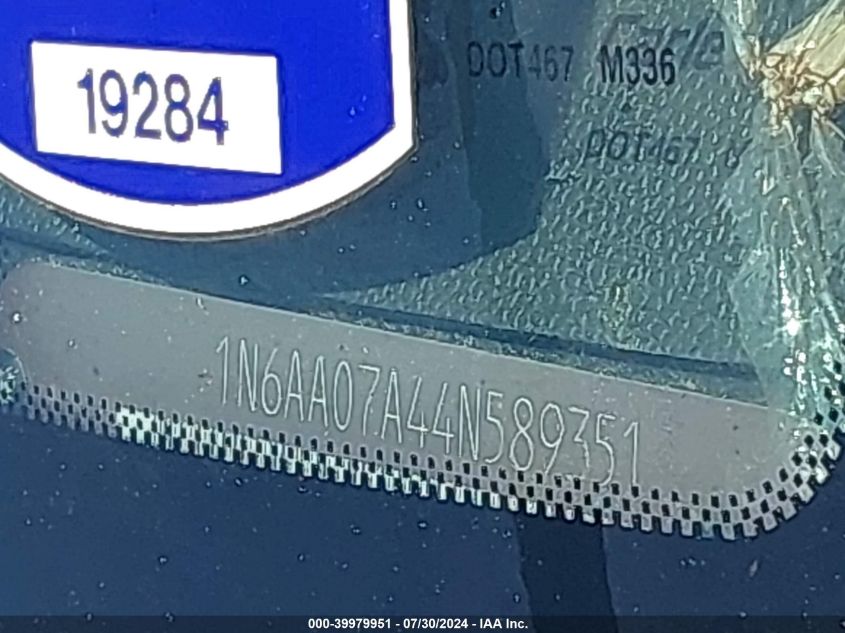 19284
DOT467 M336
DOT467
1N6AA07A44N589351
000-39979951 / 07/30/2024 - IAA Inc.